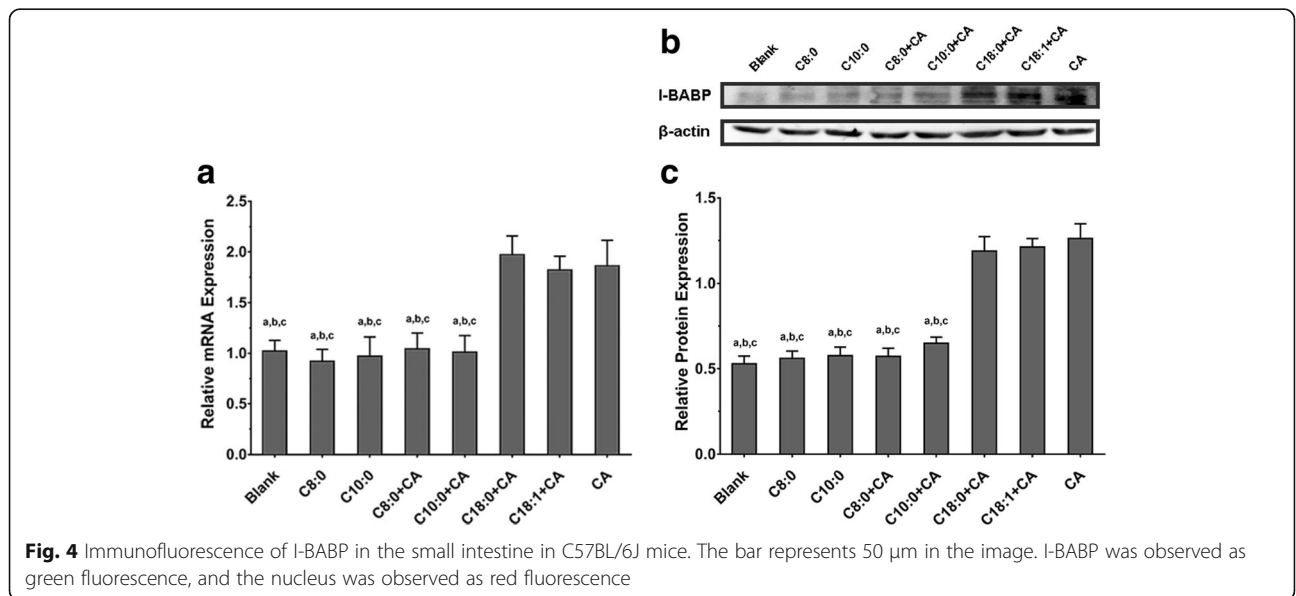 b
Blank C8:0 C10:0 C8:0+CA C10:0+CA C18:0+CA C18:1+CA CA
I-BABP
β-actin
a
Relative mRNA Expression
2.5
2.0
1.5
1.0
0.5
0.0
a,b,c a,b,c a,b,c a,b,c a,b,c
Blank C8:0 C10:0 C8:0+CA C10:0+CA C18:0+CA C18:1+CA CA
c
Relative Protein Expression
1.5
1.0
0.5
0.0
a,b,c a,b,c a,b,c a,b,c a,b,c
Blank C8:0 C10:0 C8:0+CA C10:0+CA C18:0+CA C18:1+CA CA
Fig. 4 Immunofluorescence of I-BABP in the small intestine in C57BL/6J mice. The bar represents 50 μm in the image. I-BABP was observed as
green fluorescence, and the nucleus was observed as red fluorescence